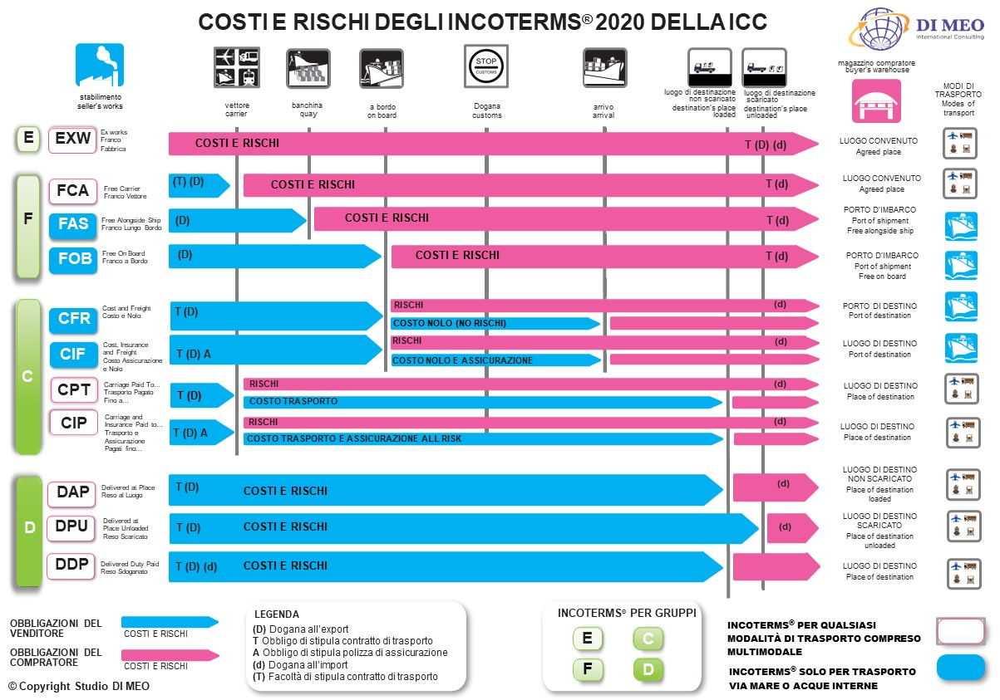 COSTI E RISCHI DEGLI INCOTERMS® 2020 DELLA ICC
DI MEO
International Consulting
stabilimento
seller's works
vettore
carrier
banchina
quay
a bordo
on board
STOP
CUSTOMS
Dogana
customs
arrivo
arrival
luogo di destinazione
non scaricato
destination's place
loaded
luogo di destinazione
scaricato
destination's place
unloaded
magazzino compratore
buyer's warehouse
MODI DI
TRASPORTO
Modes of
transport
E
EXW
Ex works
Franco
Fabbrica
COSTI E RISCHI
T (D) (d)
LUOGO CONVENUTO
Agreed place
F
FCA
Free Carrier
Franco Vettore
(T) (D)
COSTI E RISCHI
T (d)
LUOGO CONVENUTO
Agreed place
FAS
Free Alongside Ship
Franco Lungo Bordo
(D)
COSTI E RISCHI
T (d)
PORTO D'IMBARCO
Port of shipment
Free alongside ship
FOB
Free On Board
Franco a Bordo
(D)
COSTI E RISCHI
T (d)
PORTO D'IMBARCO
Port of shipment
Free on board
C
CFR
Cost and Freight
Costo e Nolo
T (D)
RISCHI
(d)
COSTO NOLO (NO RISCHI)
PORTO DI DESTINO
Port of destination
CIF
Cost, Insurance
and Freight
Costo Assicurazione
e Nolo
T (D) A
RISCHI
(d)
COSTO NOLO E ASSICURAZIONE
LUOGO DI DESTINO
Port of destination
CPT
Carriage Paid To...
Trasporto Pagato
Fino a...
T (D)
RISCHI
(d)
COSTO TRASPORTO
LUOGO DI DESTINO
Place of destination
CIP
Carriage and
Insurance Paid to...
Trasporto e
Assicurazione
Pagati fino...
T (D) A
RISCHI
(d)
COSTO TRASPORTO E ASSICURAZIONE ALL RISK
LUOGO DI DESTINO
Place of destination
D
DAP
Delivered at Place
Reso al Luogo
T (D)
COSTI E RISCHI
(d)
LUOGO DI DESTINO
NON SCARICATO
Place of destination
loaded
DPU
Delivered at
Place Unloaded
Reso Scaricato
T (D)
COSTI E RISCHI
(d)
LUOGO DI DESTINO
SCARICATO
Place of destination
unloaded
DDP
Delivered Duty Paid
Reso Sdoganato
T (D) (d)
COSTI E RISCHI
LUOGO DI DESTINO
Place of destination
OBBLIGAZIONI DEL
VENDITORE
COSTI E RISCHI
OBBLIGAZIONI DEL
COMPRATORE
COSTI E RISCHI
© Copyright Studio DI MEO
LEGENDA
(D) Dogana all'export
T Obbligo di stipula contratto di trasporto
A Obbligo di stipula polizza di assicurazione
(d) Dogana all'import
(T) Facoltà di stipula contratto di trasporto
INCOTERMS® PER GRUPPI
E
C
F
D
INCOTERMS® PER QUALSIASI
MODALITÀ DI TRASPORTO COMPRESO
MULTIMODALE
INCOTERMS® SOLO PER TRASPORTO
VIA MARE O ACQUE INTERNE